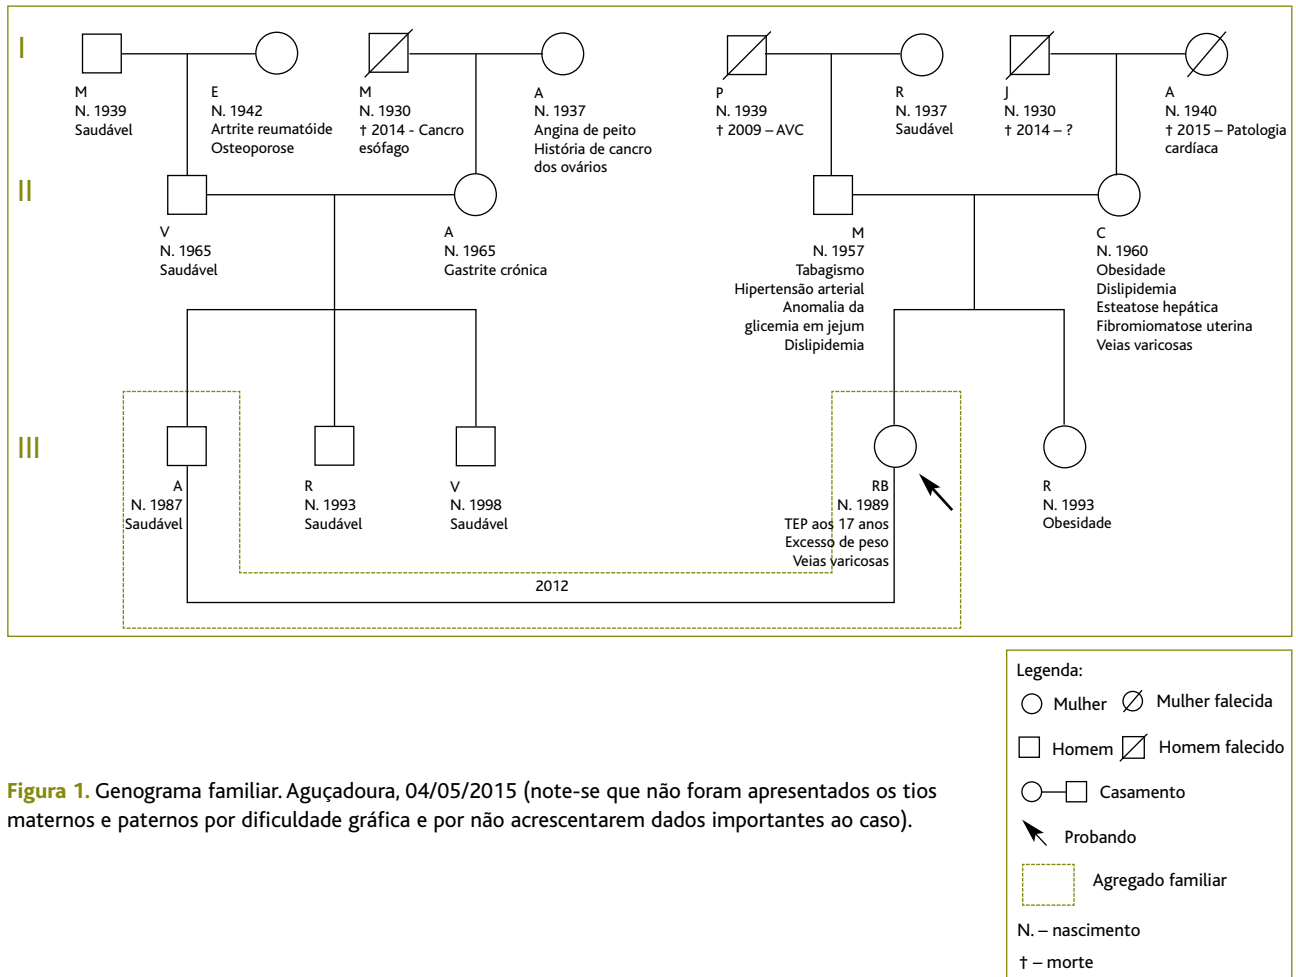 I
M
N. 1939
Saudável
E
N. 1942
Artrite reumatóide
Osteoporose
M
N. 1930
† 2014 - Cancro
esófago
A
N. 1937
Angina de peito
História de cancro
dos ovários
P
N. 1939
† 2009 – AVC
R
N. 1937
Saudável
J
N. 1930
† 2014 – ?
A
N. 1940
† 2015 – Patologia
cardíaca
II
V
N. 1965
Saudável
A
N. 1965
Gastrite crónica
M
N. 1957
Tabagismo
Hipertensão arterial
Anomalia da
glicemia em jejum
Dislipidemia
C
N. 1960
Obesidade
Dislipidemia
Esteatose hepática
Fibromiomatose uterina
Veias varicosas
III
A
N. 1987
Saudável
R
N. 1993
Saudável
V
N. 1998
Saudável
RB
N. 1989
TEP aos 17 anos
Excesso de peso
Veias varicosas
R
N. 1993
Obesidade
2012
Legenda:
Mulher
Mulher falecida
Homem
Homem falecido
Casamento
Probando
Agregado familiar
N. – nascimento
† – morte
Figura 1. Genograma familiar. Aguçadoura, 04/05/2015 (note-se que não foram apresentados os tios
maternos e paternos por dificuldade gráfica e por não acrescentarem dados importantes ao caso).